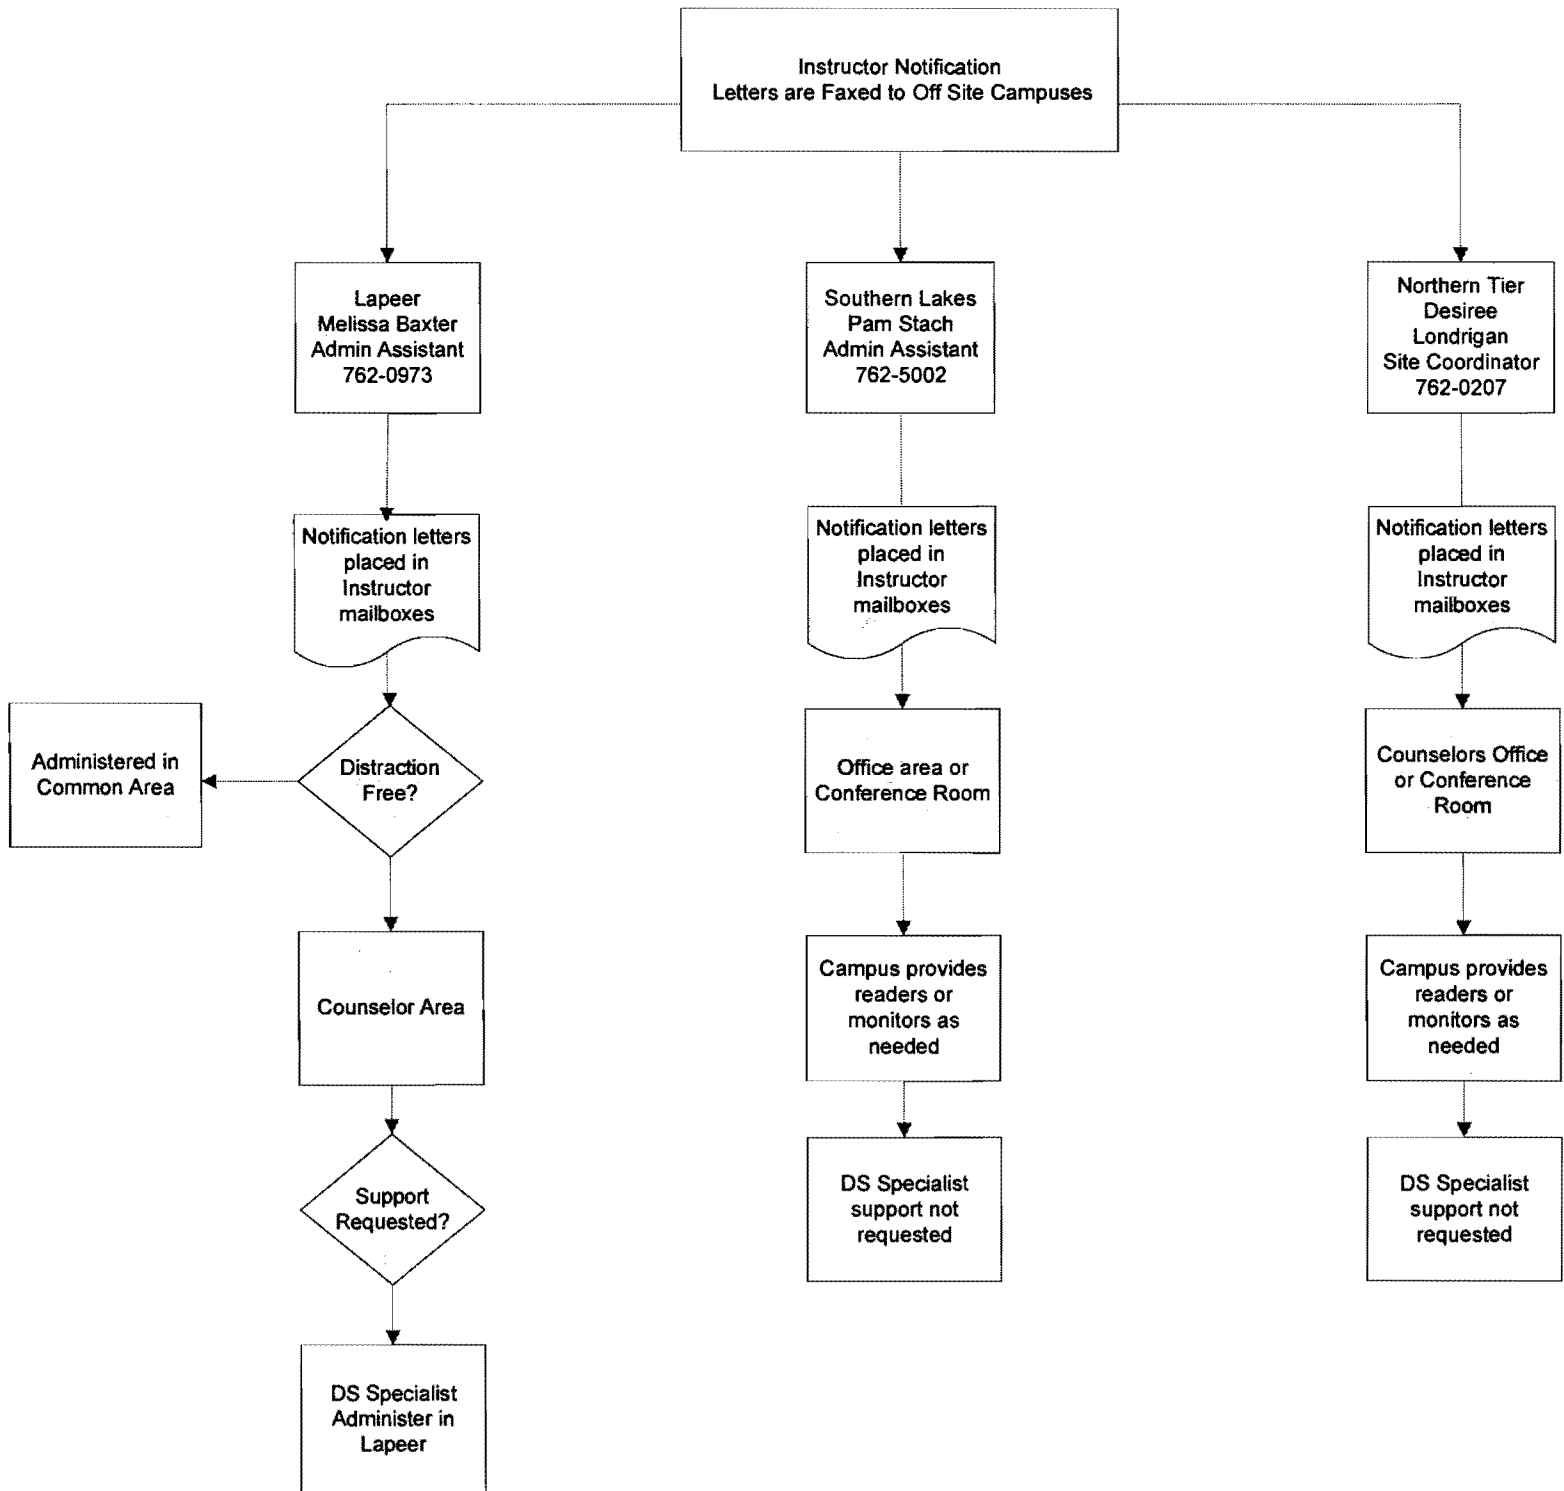 Instructor Notification
Letters are Faxed to Off Site Campuses
Lapeer
Melissa Baxter
Admin Assistant
762-0973
Southern Lakes
Pam Stach
Admin Assistant
762-5002
Northern Tier
Desiree
Londrigan
Site Coordinator
762-0207
Notification letters
placed in
Instructor
mailboxes
Notification letters
placed in
Instructor
mailboxes
Notification letters
placed in
Instructor
mailboxes
Administered in
Common Area
Distraction
Free?
Office area or
Conference Room
Counselors Office
or Conference
Room
Counselor Area
Campus provides
readers or
monitors as
needed
Campus provides
readers or
monitors as
needed
Support
Requested?
DS Specialist
support not
requested
DS Specialist
support not
requested
DS Specialist
Administer in
Lapeer